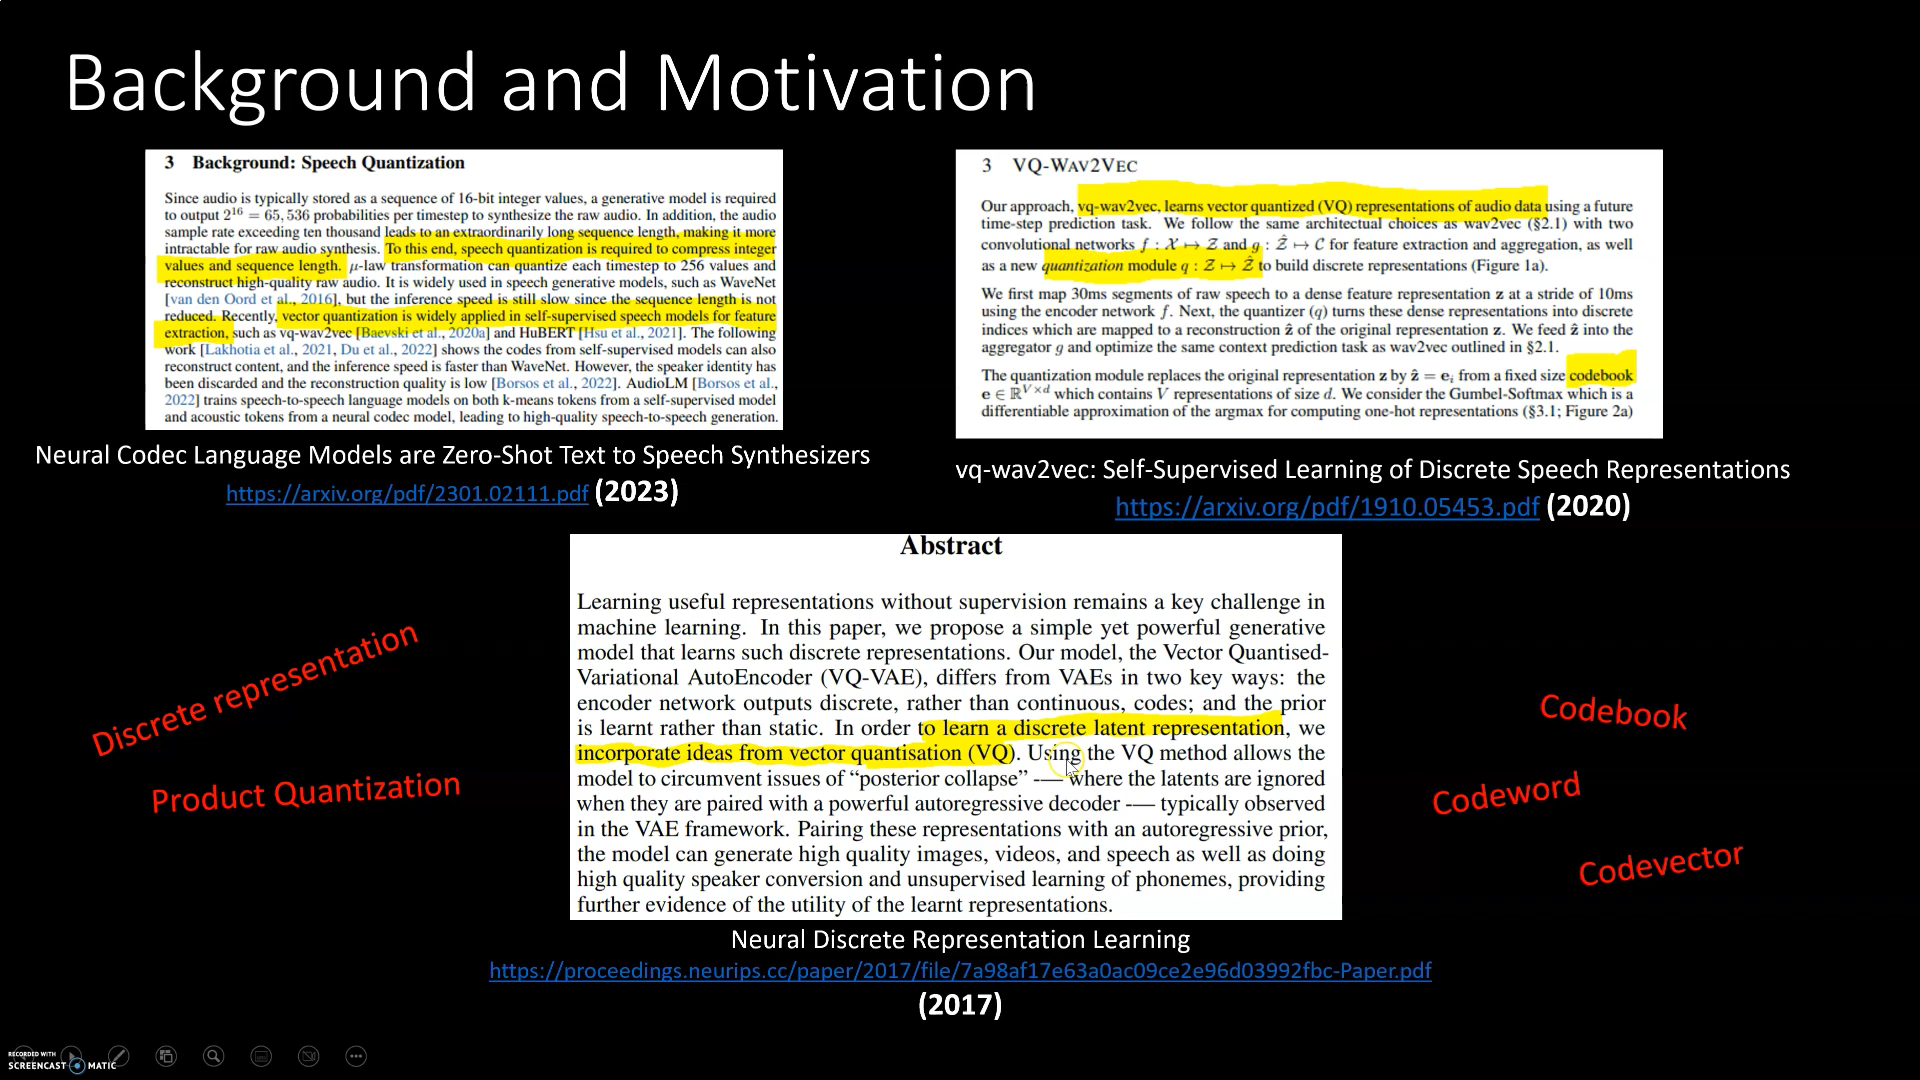 Background and Motivation
3 Background: Speech Quantization
Since audio is typically stored as a sequence of 16-bit integer values, a generative model is required
to output 2¹⁶ = 65,536 probabilities per timestep to synthesize the raw audio. In addition, the audio
sample rate exceeding ten thousand leads to an extraordinarily long sequence length, making it more
intractable for raw audio synthesis. To this end, speech quantization is required to compress integer
values and sequence length. μ-law transformation can quantize each timestep to 256 values and
reconstruct high-quality raw audio. It is widely used in speech generative models, such as WaveNet
[van den Oord et al., 2016], but the inference speed is still slow since the sequence length is not
reduced. Recently, vector quantization is widely applied in self-supervised speech models for feature
extraction, such as vq-wav2vec [Baevski et al., 2020a] and HuBERT [Hsu et al., 2021]. The following
work [Lakhotia et al., 2021, Du et al., 2022] shows the codes from self-supervised models can also
reconstruct content, and the inference speed is faster than WaveNet. However, the speaker identity has
been discarded and the reconstruction quality is low [Borsos et al., 2022]. AudioLM [Borsos et al.,
2022] trains speech-to-speech language models on both k-means tokens from a self-supervised model
and acoustic tokens from a neural codec model, leading to high-quality speech-to-speech generation.
Neural Codec Language Models are Zero-Shot Text to Speech Synthesizers
https://arxiv.org/pdf/2301.02111.pdf (2023)
3 VQ-WAV2VEC
Our approach, vq-wav2vec, learns vector quantized (VQ) representations of audio data using a future
time-step prediction task. We follow the same architectural choices as wav2vec (§2.1) with two
convolutional networks f : X ↦ Z and g : Ẑ ↦ C for feature extraction and aggregation, as well
as a new quantization module q : Z ↦ Ẑ to build discrete representations (Figure 1a).
We first map 30ms segments of raw speech to a dense feature representation z at a stride of 10ms
using the encoder network f. Next, the quantizer (q) turns these dense representations into discrete
indices which are mapped to a reconstruction ẑ of the original representation z. We feed ẑ into the
aggregator g and optimize the same context prediction task as wav2vec outlined in §2.1.
The quantization module replaces the original representation z by ẑ = eᵢ from a fixed size codebook
e ∈ ℝ^{V×d} which contains V representations of size d. We consider the Gumbel-Softmax which is a
differentiable approximation of the argmax for computing one-hot representations (§3.1; Figure 2a)
vq-wav2vec: Self-Supervised Learning of Discrete Speech Representations
https://arxiv.org/pdf/1910.05453.pdf (2020)
Abstract
Learning useful representations without supervision remains a key challenge in
machine learning. In this paper, we propose a simple yet powerful generative
model that learns such discrete representations. Our model, the Vector Quantised-
Variational AutoEncoder (VQ-VAE), differs from VAEs in two key ways: the
encoder network outputs discrete, rather than continuous, codes; and the prior
is learnt rather than static. In order to learn a discrete latent representation, we
incorporate ideas from vector quantisation (VQ). Using the VQ method allows the
model to circumvent issues of “posterior collapse” -— where the latents are ignored
when they are paired with a powerful autoregressive decoder -— typically observed
in the VAE framework. Pairing these representations with an autoregressive prior,
the model can generate high quality images, videos, and speech as well as doing
high quality speaker conversion and unsupervised learning of phonemes, providing
further evidence of the utility of the learnt representations.
Neural Discrete Representation Learning
https://proceedings.neurips.cc/paper/2017/file/7a98af17e63a0ac09ce2e96d03992fbc-Paper.pdf
(2017)
Discrete representation
Product Quantization
Codebook
Codeword
Codevector
RECORDED WITH
SCREENCAST MATIC